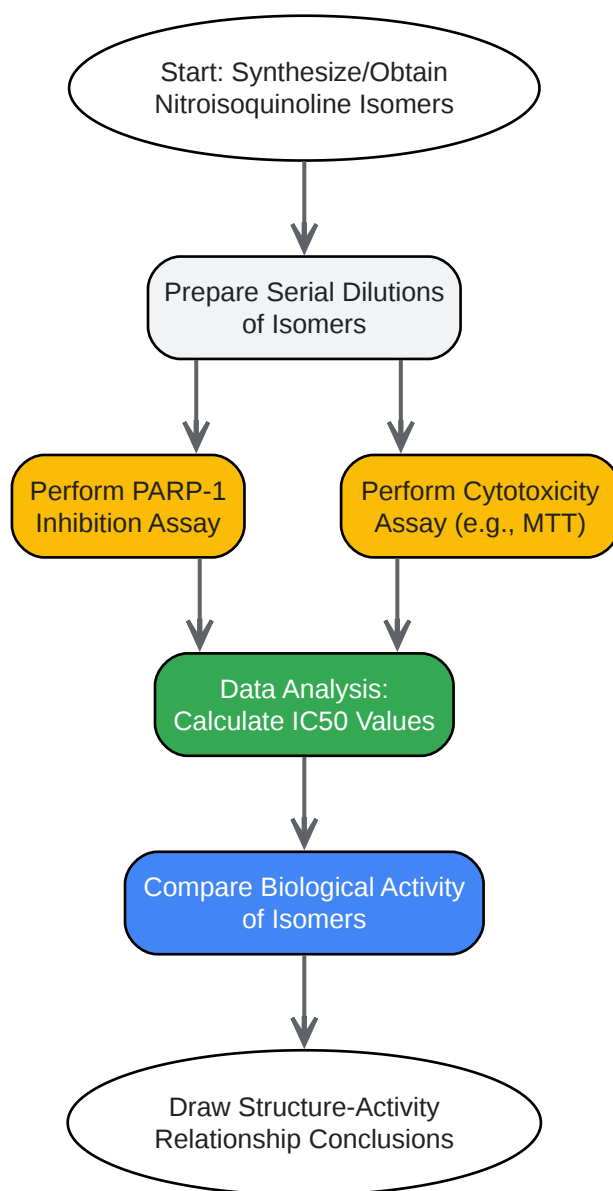 Start: Synthesize/Obtain
Nitroisoquinoline Isomers
Prepare Serial Dilutions
of Isomers
Perform PARP-1
Inhibition Assay
Perform Cytotoxicity
Assay (e.g., MTT)
Data Analysis:
Calculate IC50 Values
Compare Biological Activity
of Isomers
Draw Structure-Activity
Relationship Conclusions